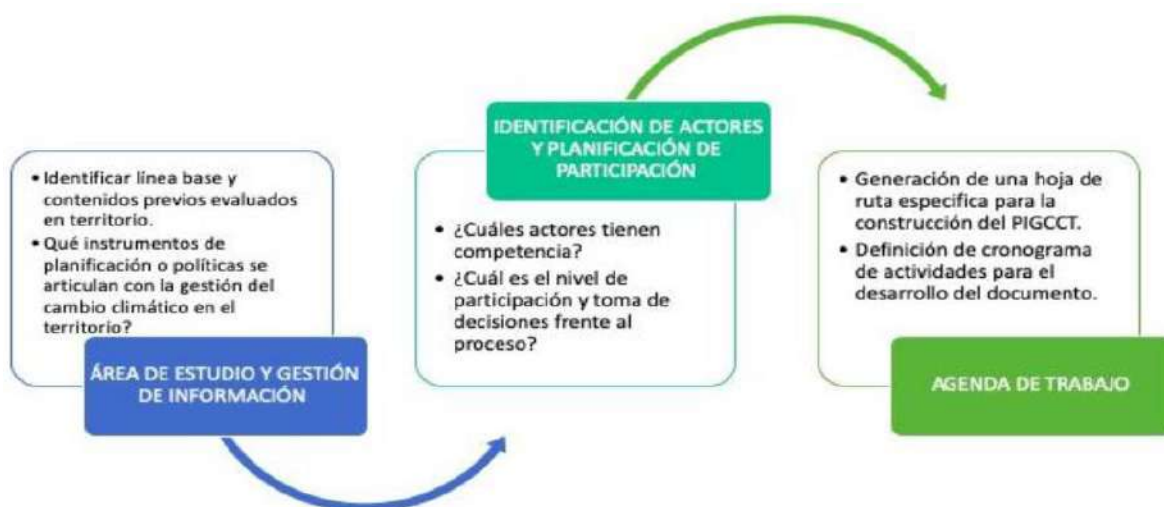 • Identificar línea base y
contenidos previos evaluados
en territorio.
• Qué instrumentos de
planificación o políticas se
articulan con la gestión del
cambio climático en el
territorio?
ÁREA DE ESTUDIO Y GESTIÓN
DE INFORMACIÓN
IDENTIFICACIÓN DE ACTORES
Y PLANIFICACIÓN DE
PARTICIPACIÓN
• ¿Cuáles actores tienen
competencia?
• ¿Cuál es el nivel de
participación y toma de
decisiones frente al
proceso?
• Generación de una hoja de
ruta especifica para la
construcción del PIGCCT.
• Definición de cronograma
de actividades para el
desarrollo del documento.
AGENDA DE TRABAJO